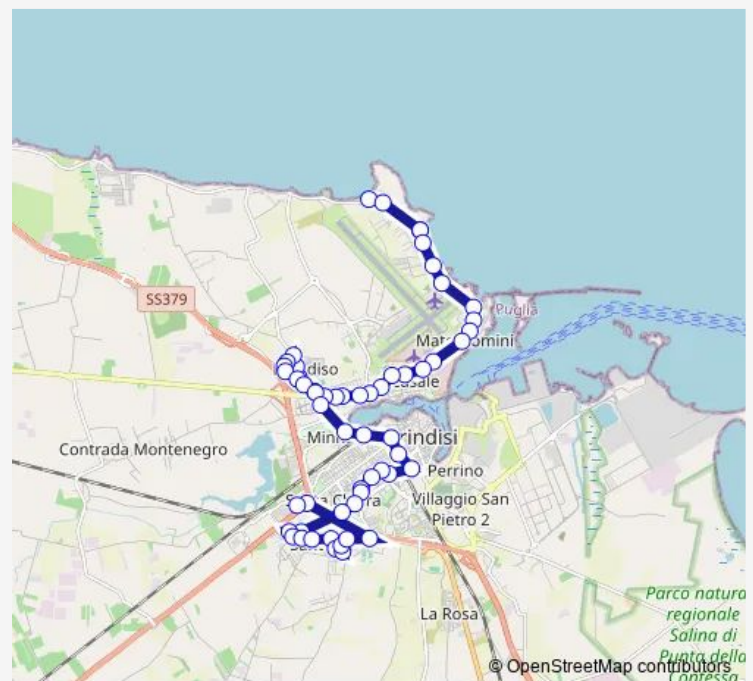 SS379
Puglia
Contrada Montenegro
Perrino
Villaggio San
Pietro 2
La Rosa
Parco natura
regionale
Salina di
Punta della
Contessa
© OpenStreetMap contributors